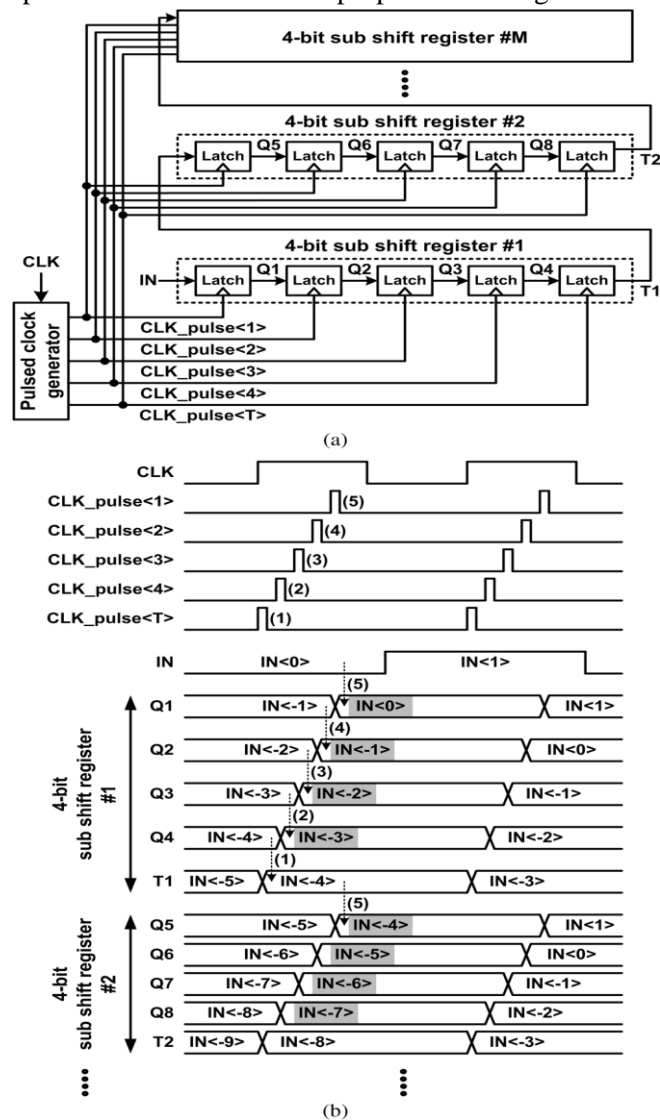 4-bit sub shift register #M
4-bit sub shift register #2
Latch Q5 Latch Q6 Latch Q7 Latch Q8 Latch
T2
4-bit sub shift register #1
CLK
IN Latch Q1 Latch Q2 Latch Q3 Latch Q4 Latch
T1
Pulsed clock generator
CLK_pulse<1>
CLK_pulse<2>
CLK_pulse<3>
CLK_pulse<4>
CLK_pulse<T>
(a)
CLK
CLK_pulse<1> (5)
CLK_pulse<2> (4)
CLK_pulse<3> (3)
CLK_pulse<4> (2)
CLK_pulse<T> (1)
IN IN<0> IN<1>
(5)
Q1 IN<-1> IN<0> IN<1>
(4)
Q2 IN<-2> IN<-1> IN<0>
(3)
Q3 IN<-3> IN<-2> IN<-1>
(2)
Q4 IN<-4> IN<-3> IN<-2>
(1)
T1 IN<-5> IN<-4> IN<-3>
4-bit sub shift register #1
(5)
Q5 IN<-5> IN<-4> IN<1>
Q6 IN<-6> IN<-5> IN<0>
Q7 IN<-7> IN<-6> IN<-1>
Q8 IN<-8> IN<-7> IN<-2>
T2 IN<-9> IN<-8> IN<-3>
4-bit sub shift register #2
(b)